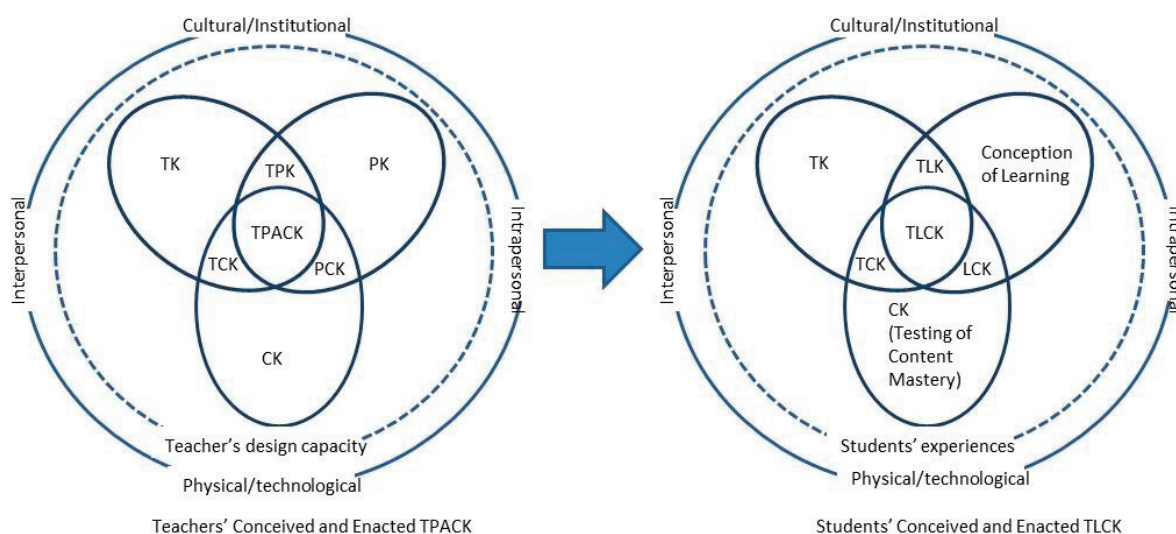 Cultural/Institutional
TK
TPK
PK
TPACK
TCK
PCK
CK
Interpersonal
Intrapersonal
Teacher's design capacity
Physical/technological
Teachers' Conceived and Enacted TPACK
Cultural/Institutional
TK
TLK
Conception
of Learning
TLCK
TCK
LCK
CK
(Testing of
Content
Mastery)
Interpersonal
Intrapersonal
Students' experiences
Physical/technological
Students' Conceived and Enacted TLCK